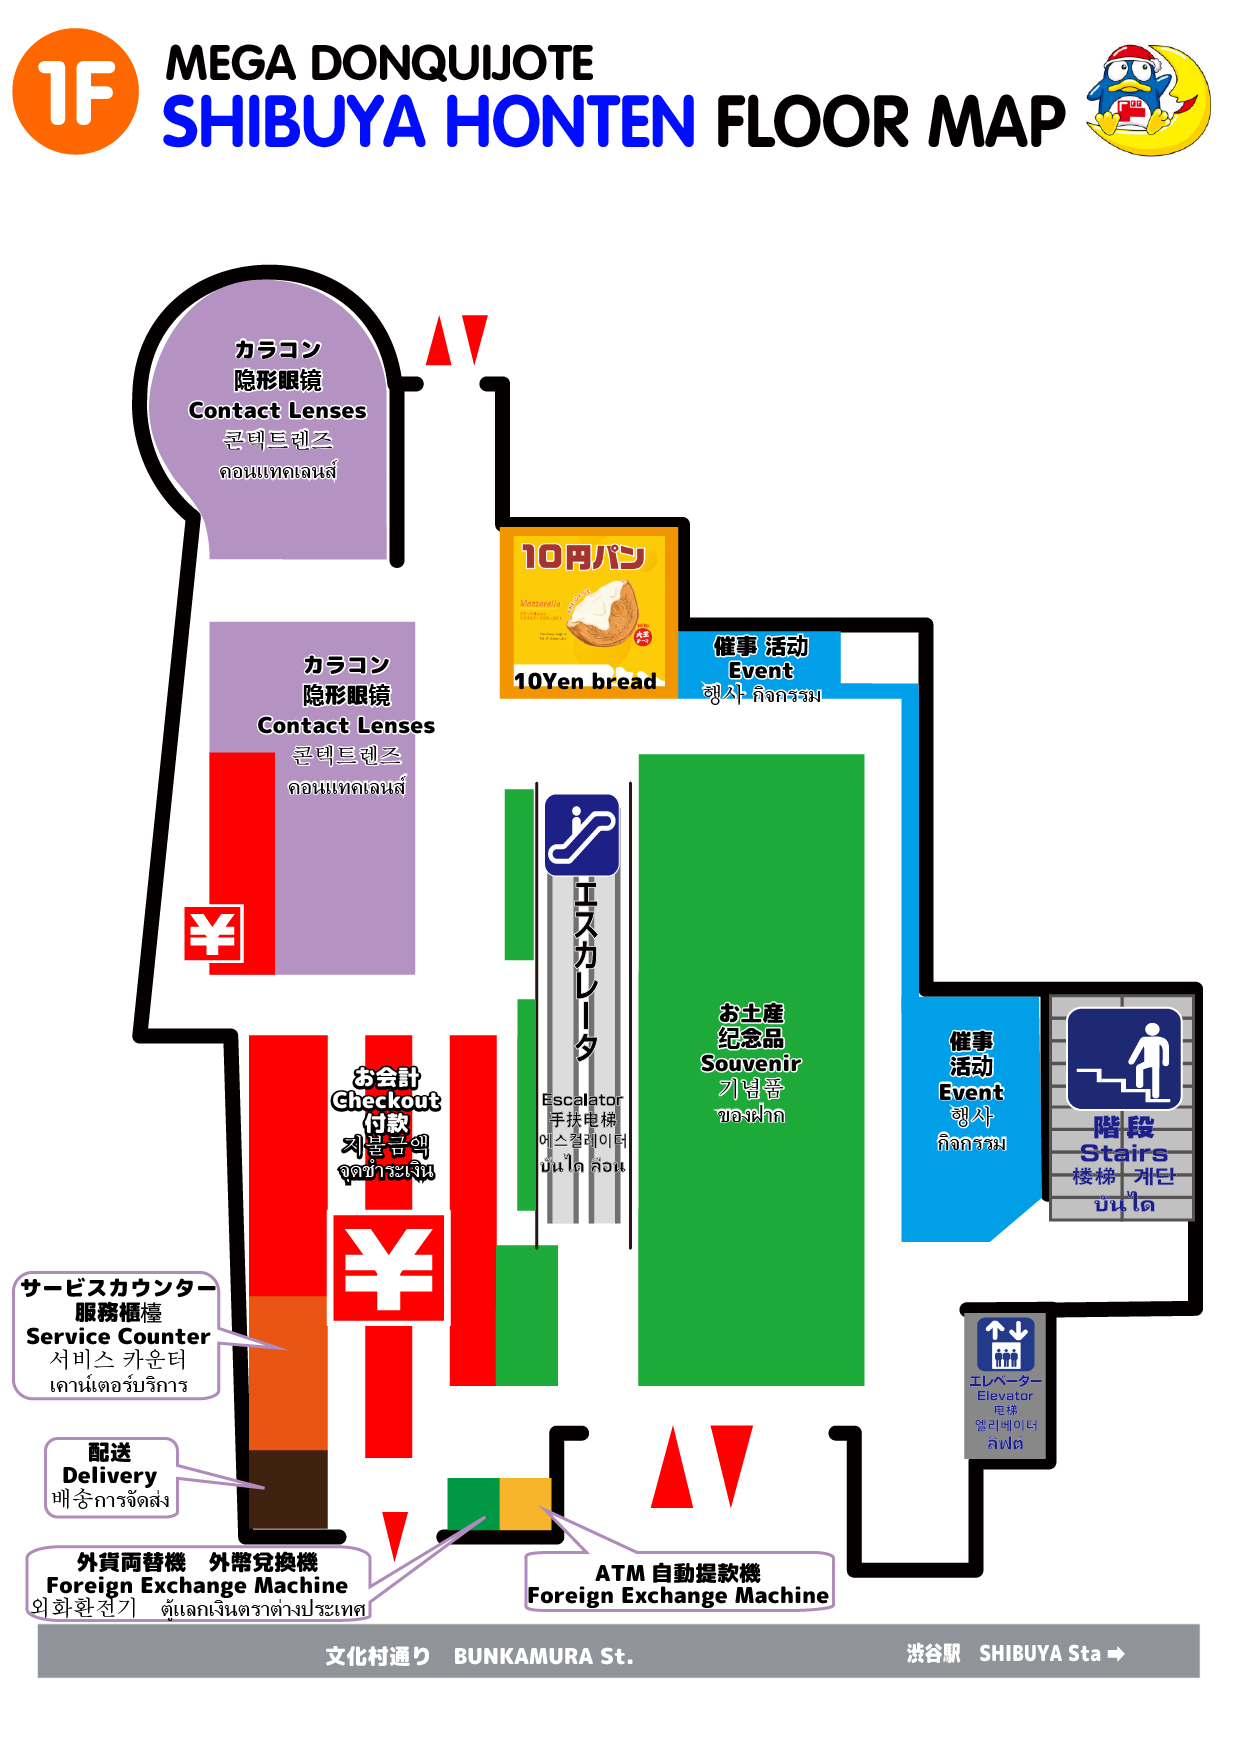 1F
MEGA DONQUIJOTE
SHIBUYA HONTEN FLOOR MAP
カラコン
隐形眼镜
Contact Lenses
콘텍트렌즈
คอนแทคเลนส์
10円パン
Mozzarella
10Yen bread
催事 活动
Event
행사 กิจกรรม
カラコン
隐形眼镜
Contact Lenses
콘텍트렌즈
คอนแทคเลนส์
¥
エスカレータ
Escalator
手扶电梯
에스컬레이터
บันได ลื่อน
お土産
纪念品
Souvenir
기념품
ของฝาก
催事
活动
Event
행사
กิจกรรม
階段
Stairs
楼梯 계단
บันได
お会計
Checkout
付款
지불금액
จุดชำระเงิน
¥
サービスカウンター
服務櫃檯
Service Counter
서비스 카운터
เคาน์เตอร์บริการ
エレベーター
Elevator
电梯
엘리베이터
ลิฟต์
配送
Delivery
배송การจัดส่ง
外貨両替機 外幣兌換機
Foreign Exchange Machine
외화환전기 ตู้แลกเงินตราต่างประเทศ
ATM 自動提款機
Foreign Exchange Machine
文化村通り BUNKAMURA St.
渋谷駅 SHIBUYA Sta ➡